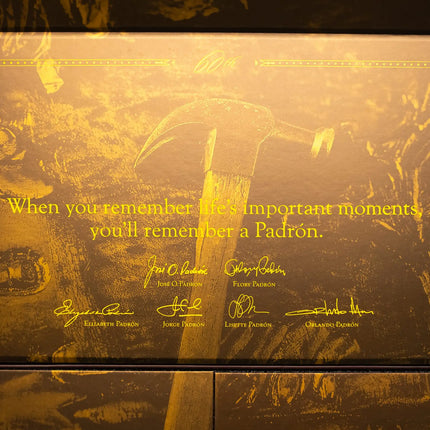 60th
When you remember life's important moments,
you'll remember a Padrón.
José O. Padrón
Flory Padrón
Elizabeth Padrón
Jorge Padrón
Lisette Padrón
Orlando Padrón